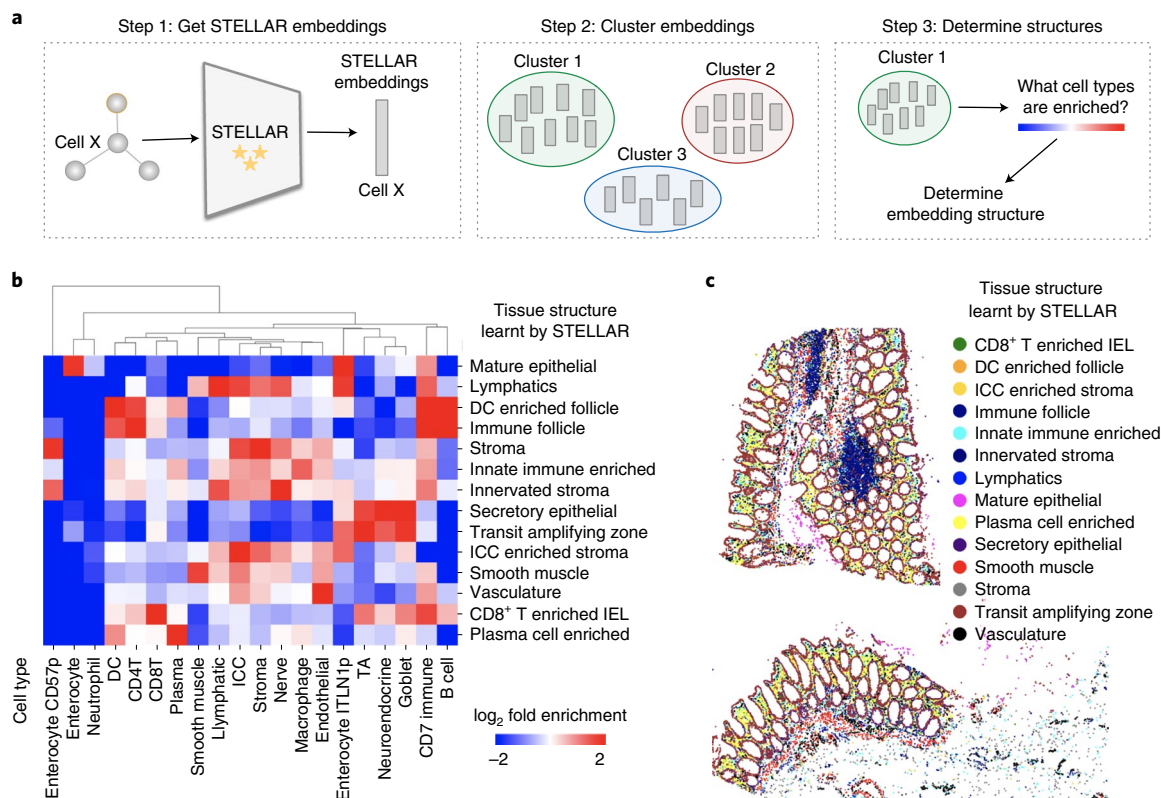 a
Step 1: Get STELLAR embeddings
Step 2: Cluster embeddings
Step 3: Determine structures
Cell X
STELLAR
STELLAR
embeddings
Cell X
Cluster 1
Cluster 2
Cluster 3
Cluster 1
What cell types
are enriched?
Determine
embedding structure
b
Tissue structure
learnt by STELLAR
Mature epithelial
Lymphatics
DC enriched follicle
Immune follicle
Stroma
Innate immune enriched
Innervated stroma
Secretory epithelial
Transit amplifying zone
ICC enriched stroma
Smooth muscle
Vasculature
CD8⁺ T enriched IEL
Plasma cell enriched
Cell type
Enterocyte CD57p
Enterocyte
Neutrophil
DC
CD4T
CD8T
Plasma
Smooth muscle
Lymphatic
ICC
Stroma
Nerve
Macrophage
Endothelial
Enterocyte ITLN1p
TA
Neuroendocrine
Goblet
CD7 immune
B cell
log₂ fold enrichment
−2
2
c
Tissue structure
learnt by STELLAR
CD8⁺ T enriched IEL
DC enriched follicle
ICC enriched stroma
Immune follicle
Innate immune enriched
Innervated stroma
Lymphatics
Mature epithelial
Plasma cell enriched
Secretory epithelial
Smooth muscle
Stroma
Transit amplifying zone
Vasculature